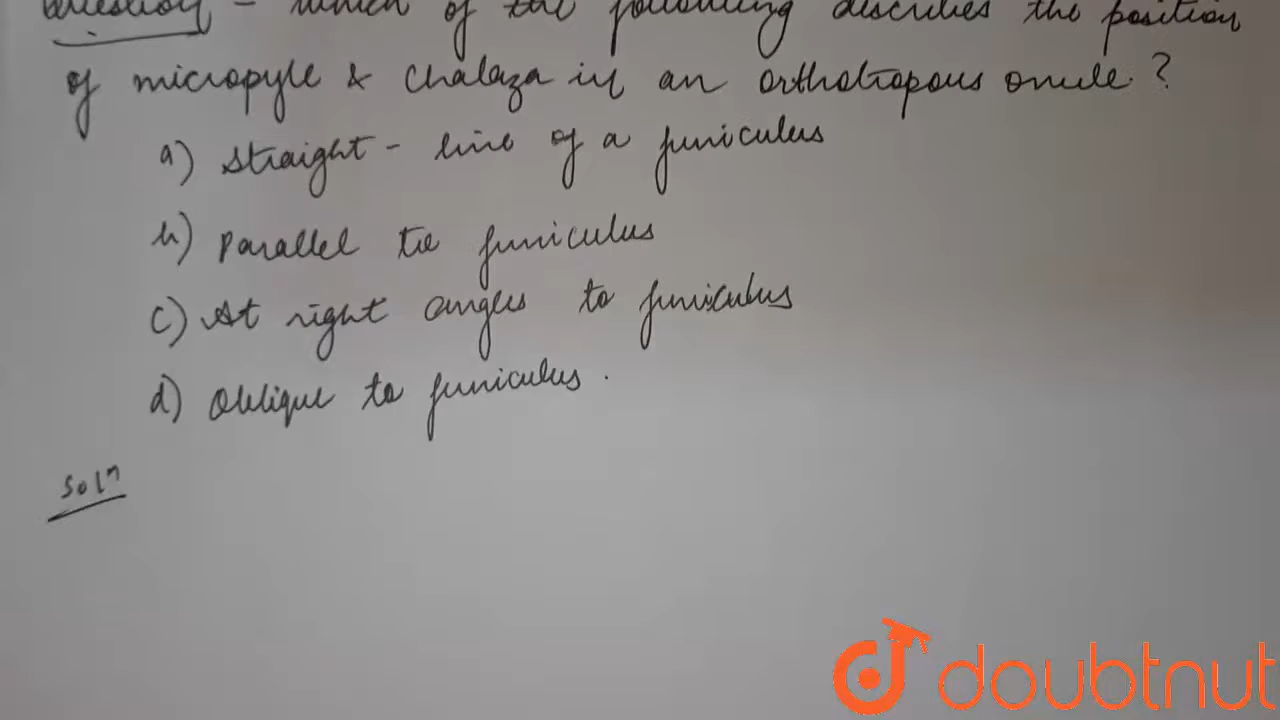 Question - Which of the following describes the position
of micropyle & Chalaza in an orthotropous ovule ?
a) Straight - line of a funiculus
b) Parallel to funiculus
c) At right angles to funiculus
d) Oblique to funiculus.
Solⁿ
doubtnut